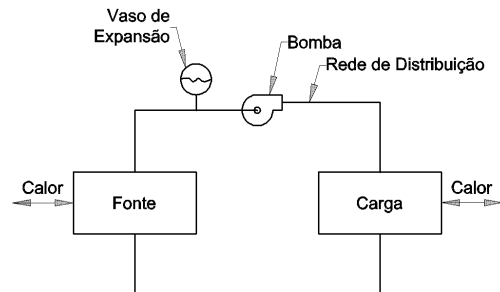 Vaso de
Expansão
Bomba
Rede de Distribuição
Calor
Fonte
Carga
Calor